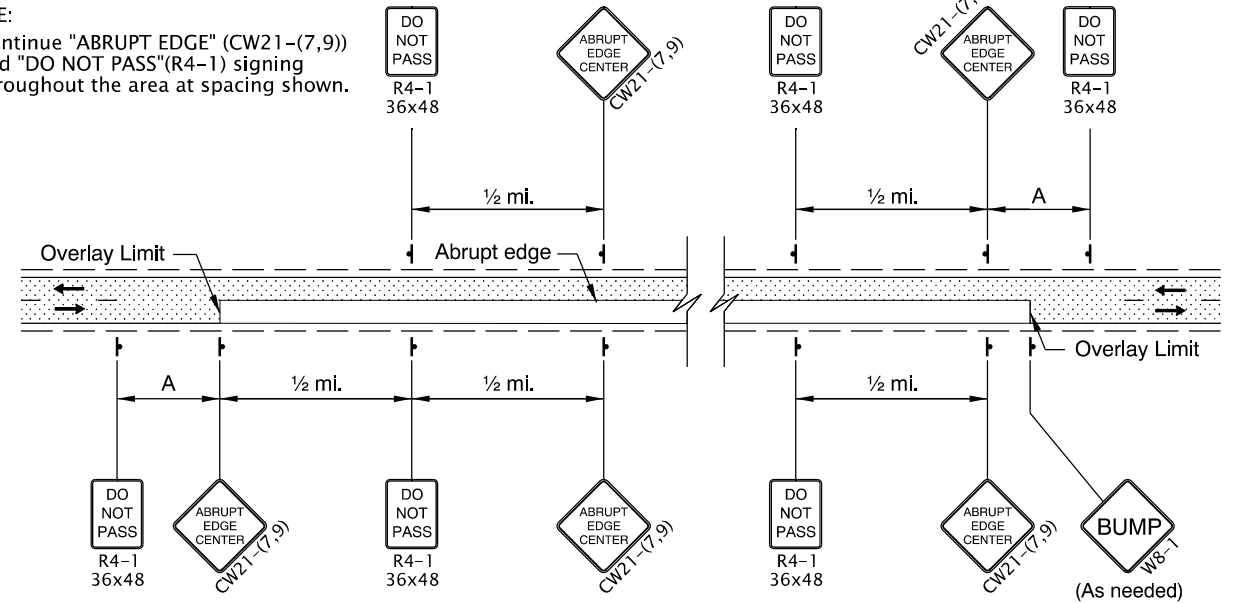 E:
ntinue "ABRUPT EDGE" (CW21-(7,9))
d "DO NOT PASS"(R4-1) signing
roughout the area at spacing shown.
DO
NOT
PASS
R4-1
36x48
ABRUPT
EDGE
CENTER
CW21-(7,9)
DO
NOT
PASS
R4-1
36x48
ABRUPT
EDGE
CENTER
CW21-(7,
DO
NOT
PASS
R4-1
36x48
½ mi.
½ mi.
A
Overlay Limit
Abrupt edge
Overlay Limit
A
½ mi.
½ mi.
½ mi.
DO
NOT
PASS
R4-1
36x48
ABRUPT
EDGE
CENTER
CW21-(7,9)
DO
NOT
PASS
R4-1
36x48
ABRUPT
EDGE
CENTER
CW21-(7,9)
DO
NOT
PASS
R4-1
36x48
ABRUPT
EDGE
CENTER
CW21-(7,9)
BUMP
W8-1
(As needed)